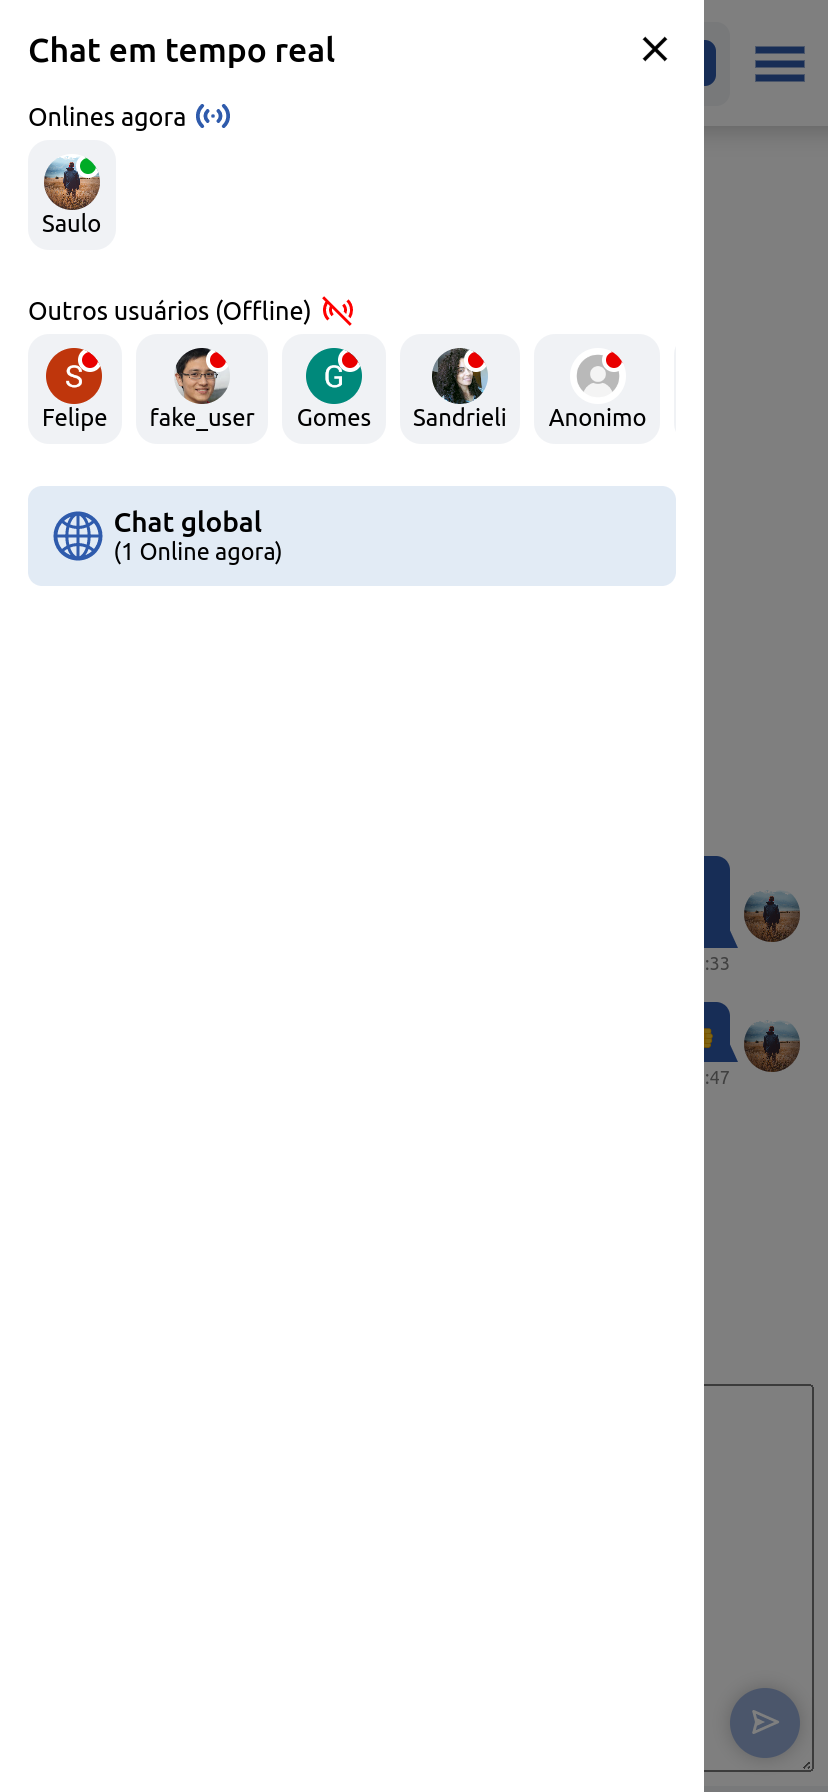 Chat em tempo real
Onlines agora
Saulo
Outros usuários (Offline)
S
G
Felipe
fake_user
Gomes
Sandrieli
Anonimo
Chat global
(1 Online agora)
:33
:47